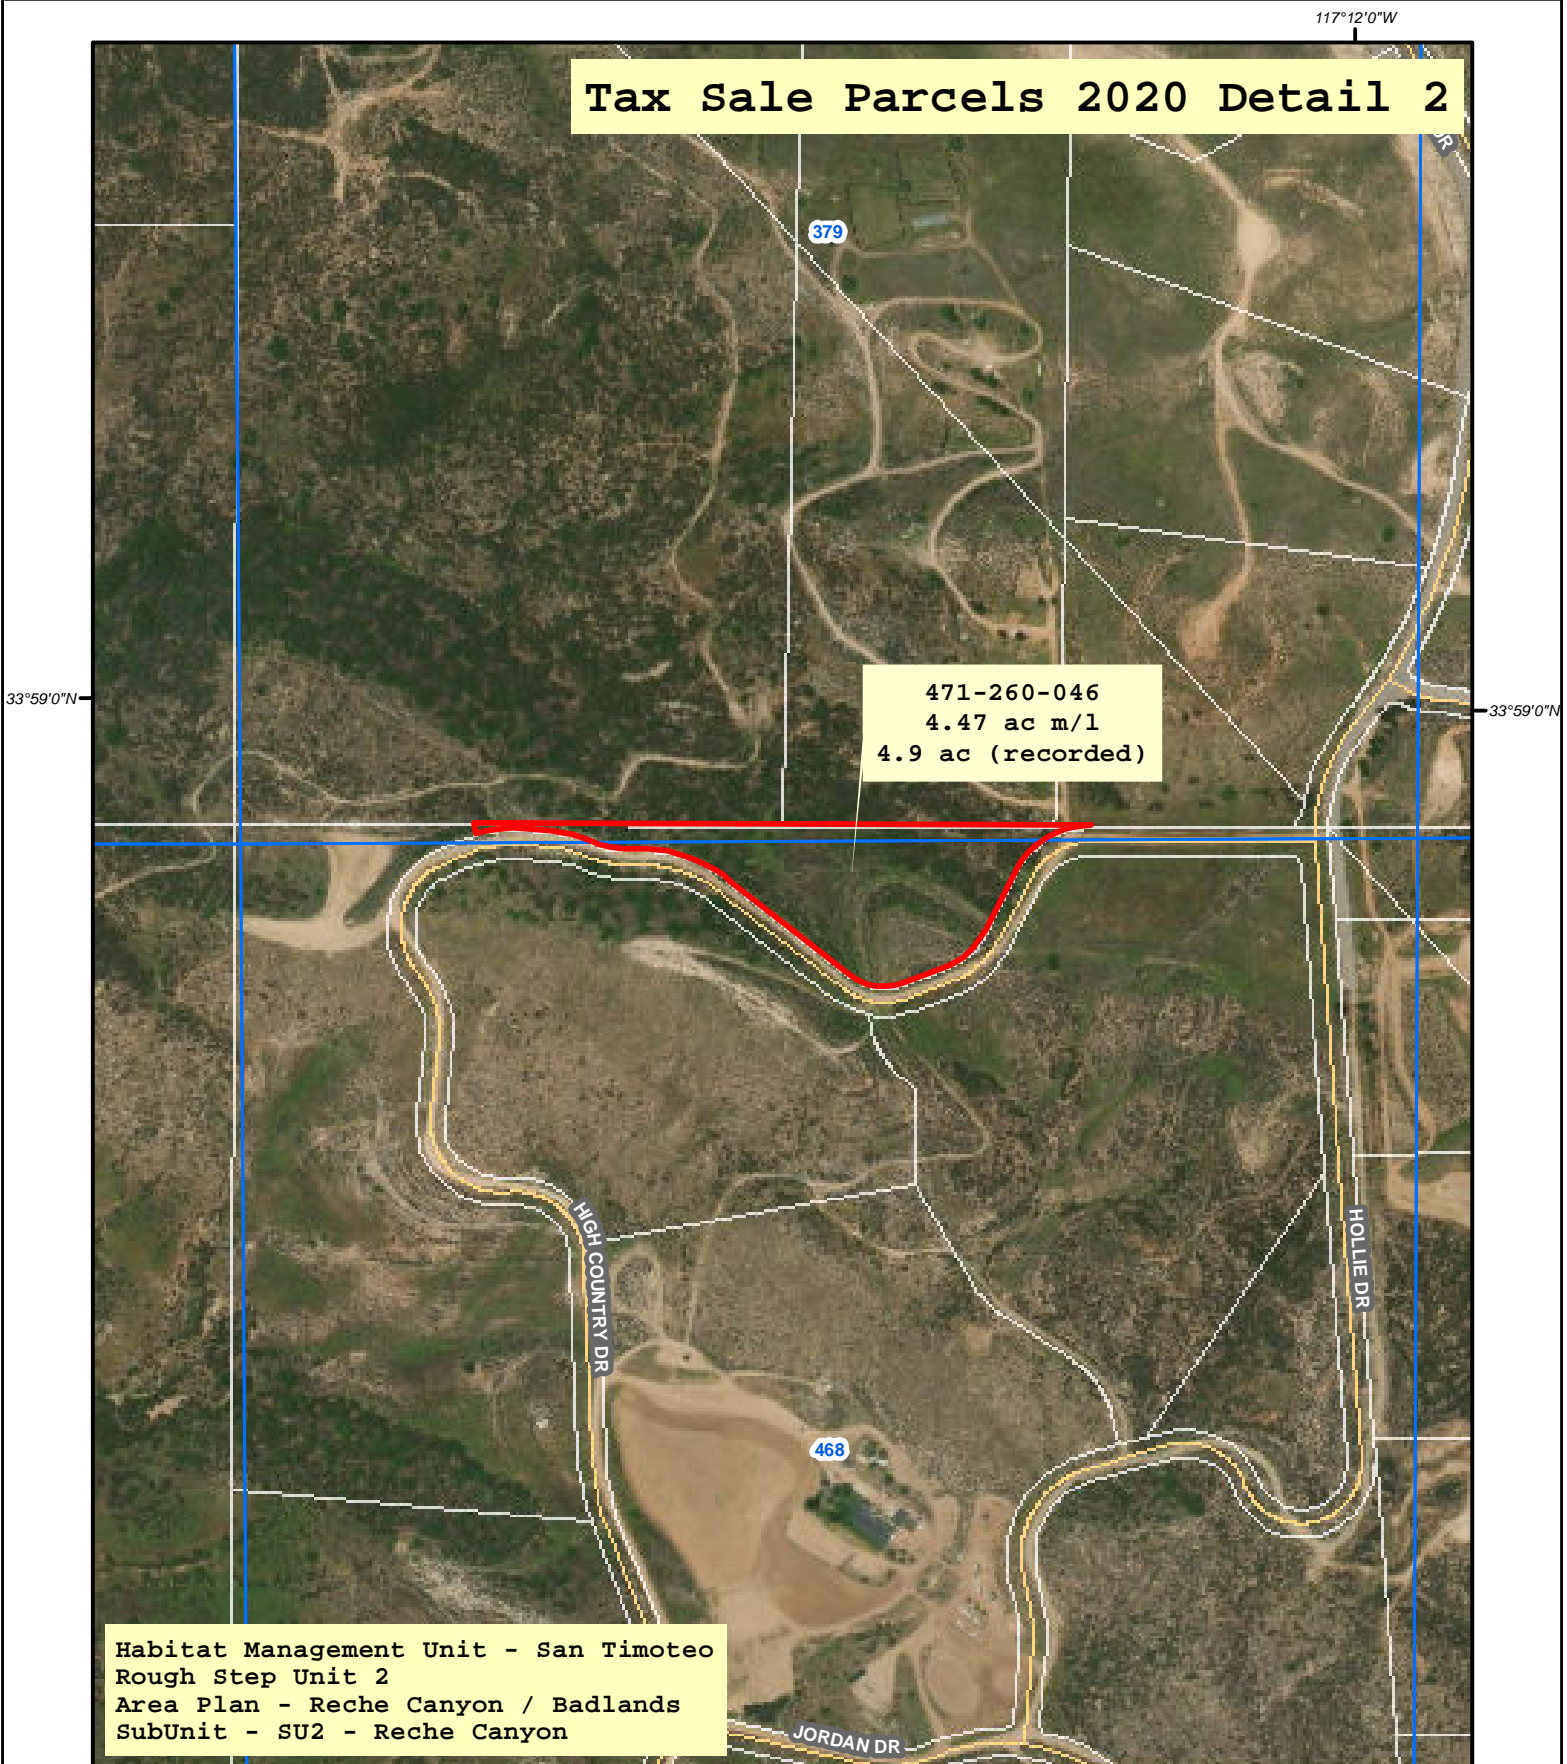 117°12'0"W
Tax Sale Parcels 2020 Detail 2
DR
379
33°59'0"N
471-260-046
4.47 ac m/l
4.9 ac (recorded)
33°59'0"N
HIGH COUNTRY DR
HOLLIE DR
468
Habitat Management Unit - San Timoteo
Rough Step Unit 2
Area Plan - Reche Canyon / Badlands
SubUnit - SU2 - Reche Canyon
JORDAN DR